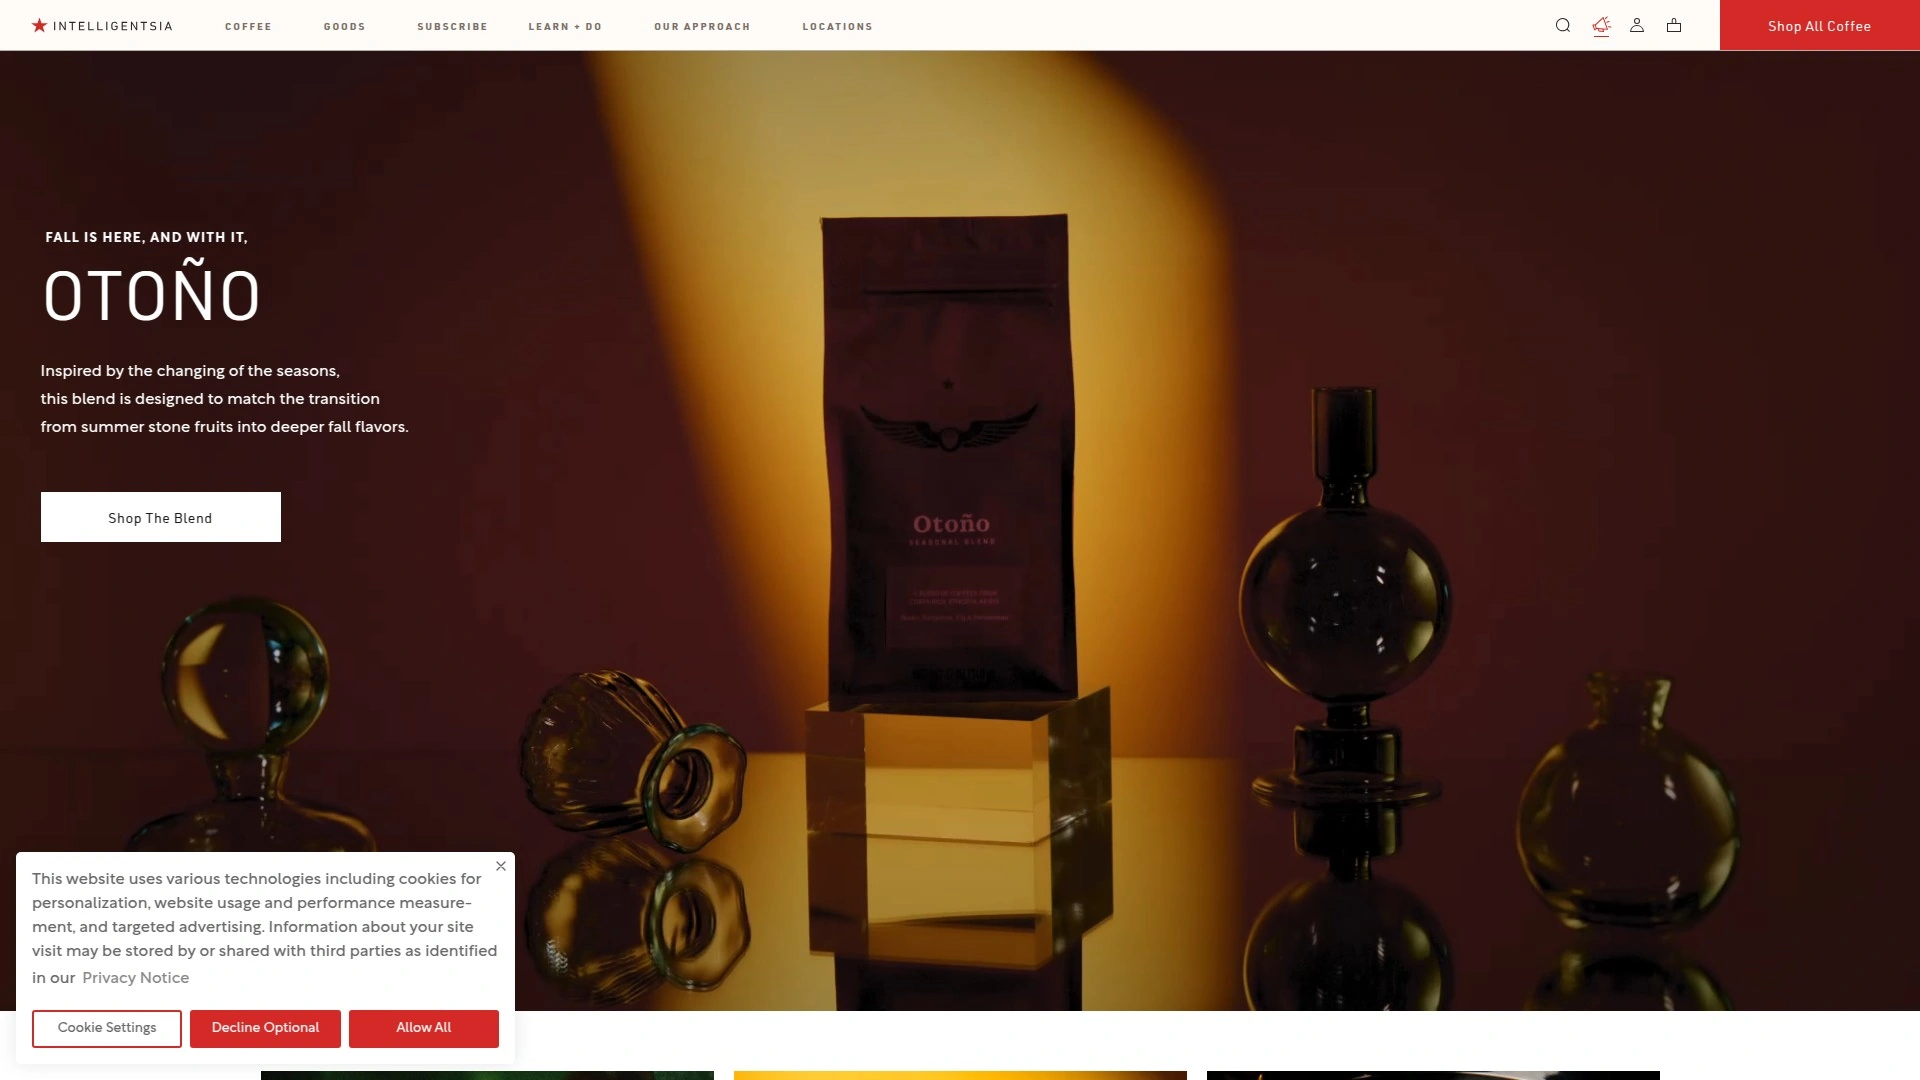 INTELLIGENTSIA
COFFEE
GOODS
SUBSCRIBE
LEARN + DO
OUR APPROACH
LOCATIONS
Shop All Coffee
FALL IS HERE, AND WITH IT,
OTOÑO
Inspired by the changing of the seasons,
this blend is designed to match the transition
from summer stone fruits into deeper fall flavors.
Shop The Blend
Otoño
SEASONAL BLEND
This website uses various technologies including cookies for
personalization, website usage and performance measure-
ment, and targeted advertising. Information about your site
visit may be stored by or shared with third parties as identified
in our Privacy Notice
Cookie Settings
Decline Optional
Allow All